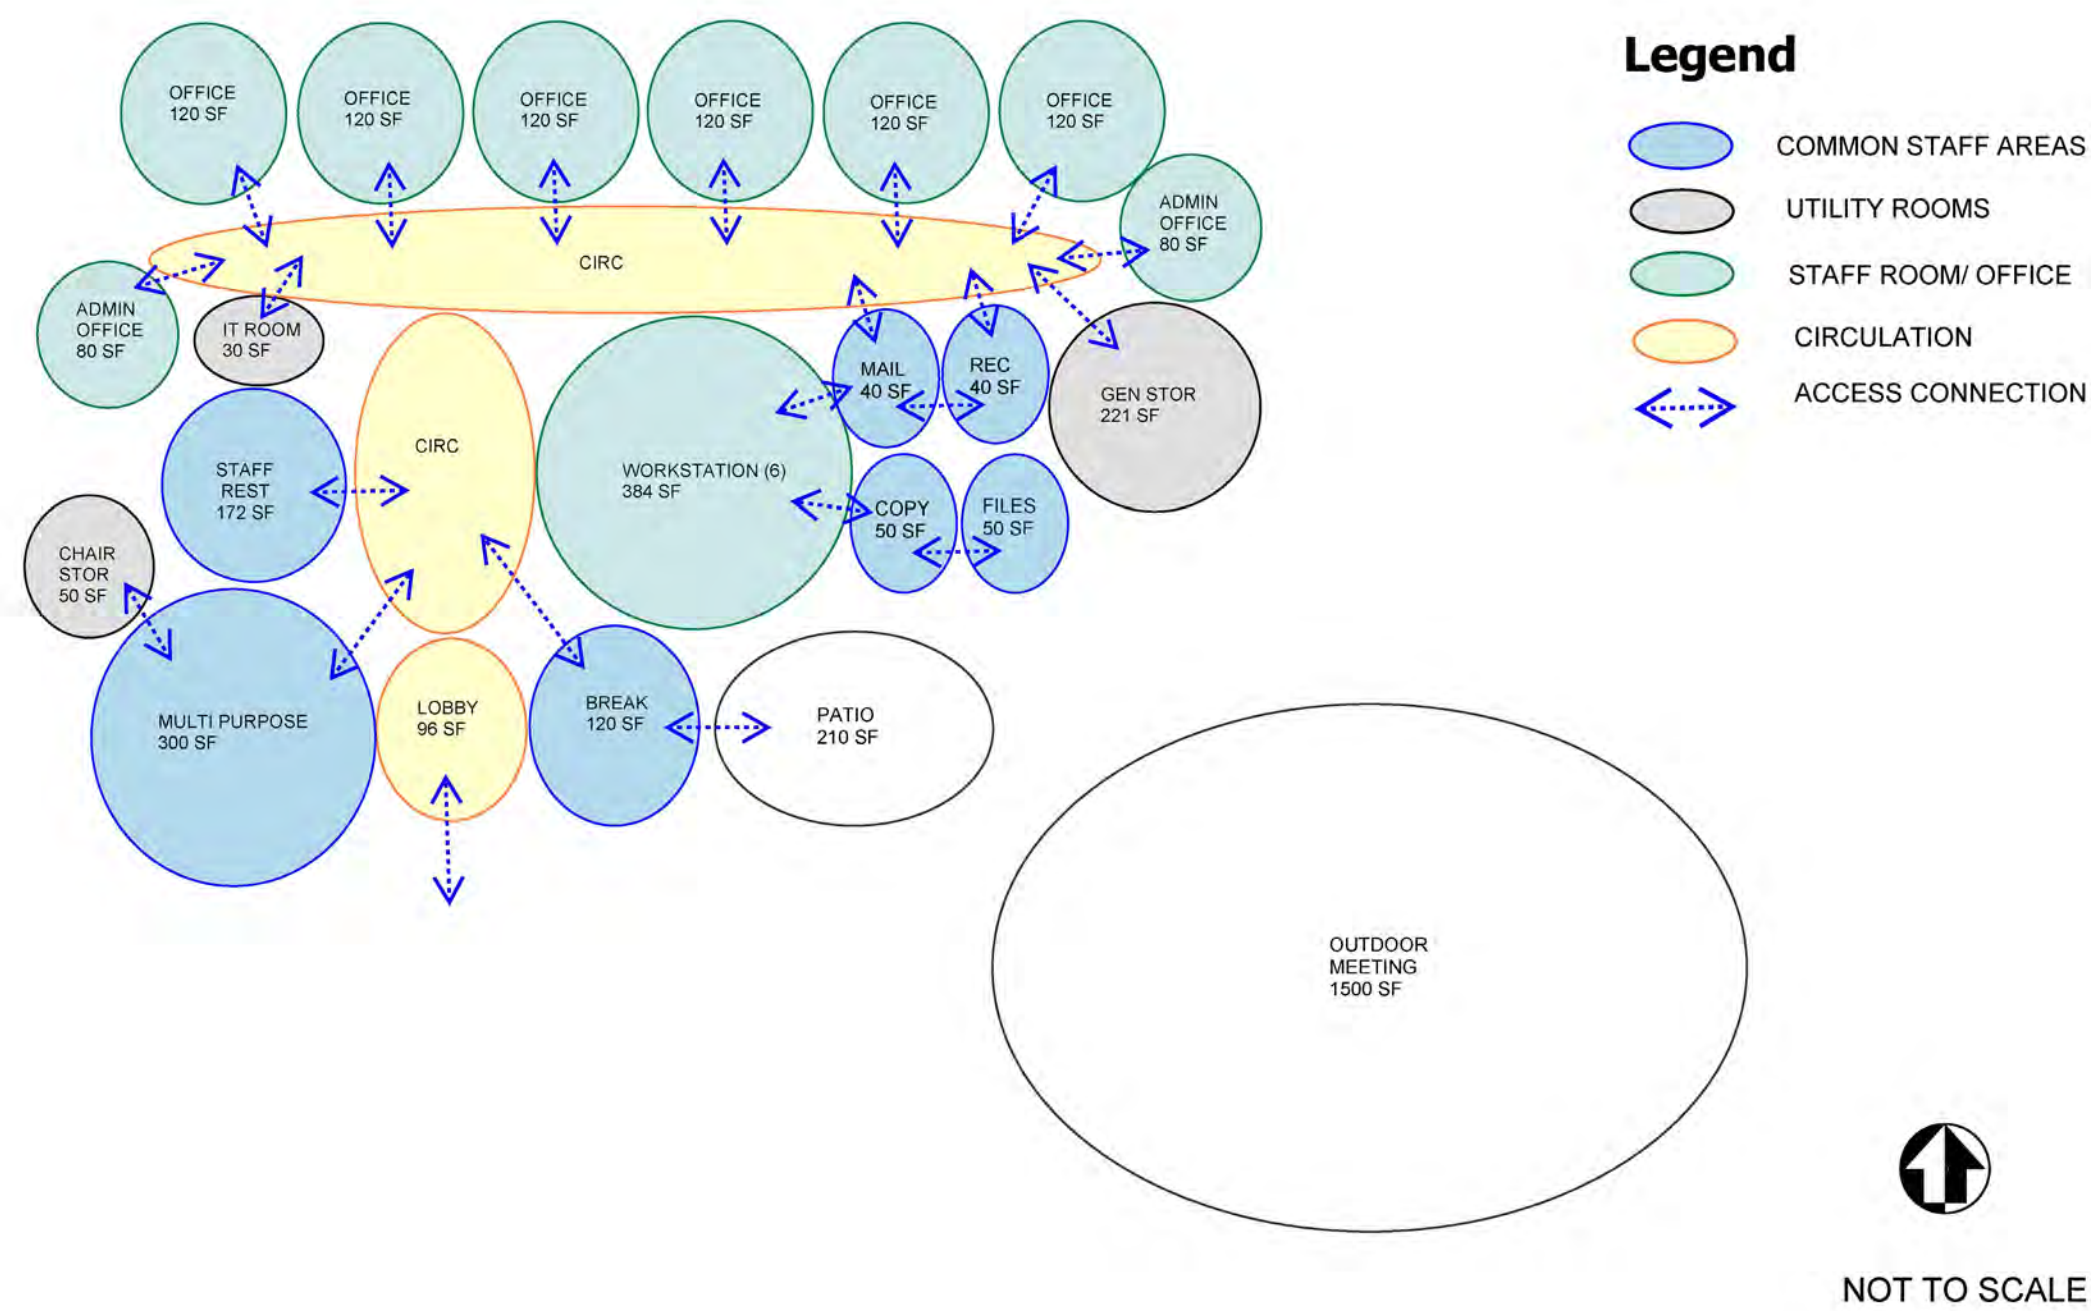 OFFICE
120 SF
OFFICE
120 SF
OFFICE
120 SF
OFFICE
120 SF
OFFICE
120 SF
OFFICE
120 SF
ADMIN
OFFICE
80 SF
CIRC
ADMIN
OFFICE
80 SF
IT ROOM
30 SF
MAIL
40 SF
REC
40 SF
GEN STOR
221 SF
CIRC
STAFF
REST
172 SF
WORKSTATION (6)
384 SF
COPY
50 SF
FILES
50 SF
CHAIR
STOR
50 SF
MULTI PURPOSE
300 SF
LOBBY
96 SF
BREAK
120 SF
PATIO
210 SF
OUTDOOR
MEETING
1500 SF
Legend
COMMON STAFF AREAS
UTILITY ROOMS
STAFF ROOM/ OFFICE
CIRCULATION
ACCESS CONNECTION
NOT TO SCALE